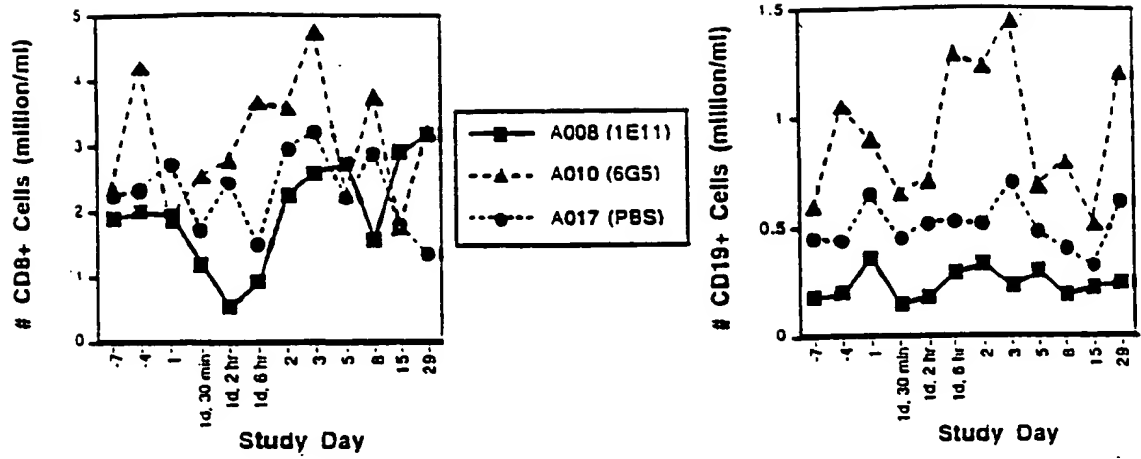 # CD8+ Cells (million/ml)
5
4
3
2
1
0
-7
-4
1
1d, 30 min
1d, 2 hr
1d, 6 hr
2
3
5
8
15
29
Study Day
A008 (1E11)
A010 (6G5)
A017 (PBS)
# CD19+ Cells (million/ml)
1.5
1
0.5
0
-7
-4
1
1d, 30 min
1d, 2 hr
1d, 6 hr
2
3
5
8
15
29
Study Day